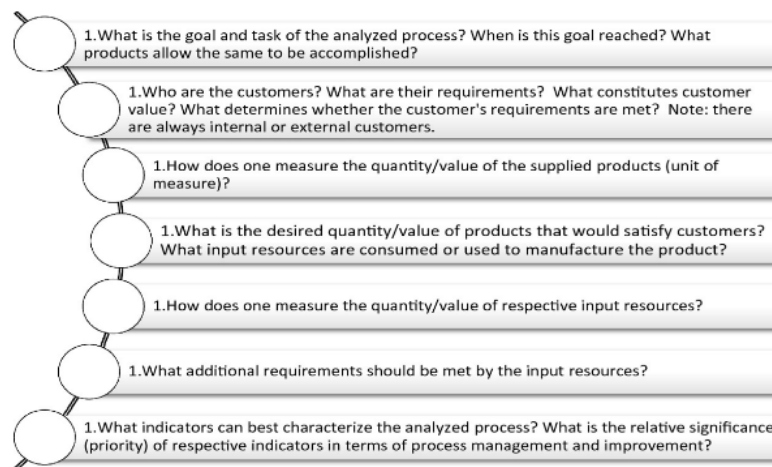 1.What is the goal and task of the analyzed process? When is this goal reached? What
products allow the same to be accomplished?
1.Who are the customers? What are their requirements?  What constitutes customer
value? What determines whether the customer's requirements are met?  Note: there
are always internal or external customers.
1.How does one measure the quantity/value of the supplied products (unit of
measure)?
1.What is the desired quantity/value of products that would satisfy customers?
What input resources are consumed or used to manufacture the product?
1.How does one measure the quantity/value of respective input resources?
1.What additional requirements should be met by the input resources?
1.What indicators can best characterize the analyzed process? What is the relative significance
(priority) of respective indicators in terms of process management and improvement?